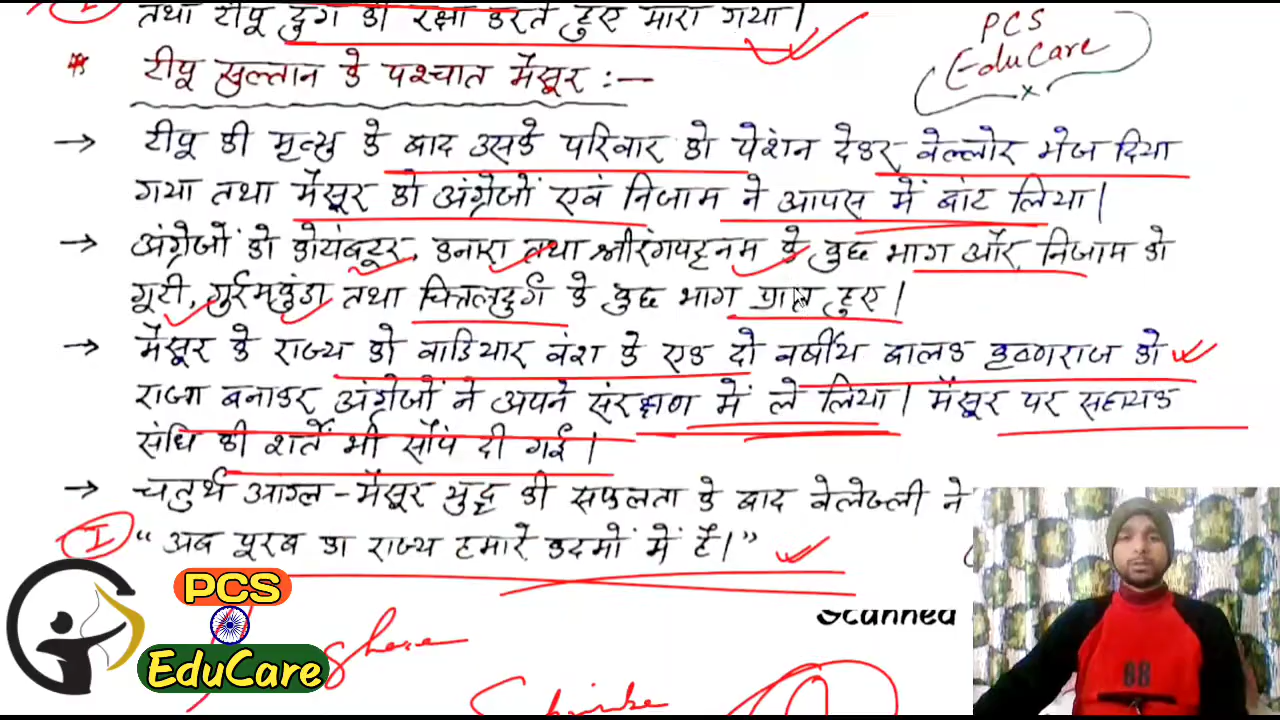 तथा टीपू दुर्ग की रक्षा करते हुए मारा गया।
PCS
EduCare
* टीपू सुल्तान के पश्चात मैसूर :—
→ टीपू की मृत्यु के बाद उसके परिवार को पेंशन देकर वेल्लोर भेज दिया
गया तथा मैसूर को अंग्रेजों एवं निजाम ने आपस में बांट लिया।
→ अंग्रेजों को कोयंबटूर, कनारा तथा श्रीरंगपट्टनम के कुछ भाग और निजाम को
गूटी, गुर्रमकुंडा तथा चित्तलदुर्ग के कुछ भाग प्राप्त हुए।
→ मैसूर के राज्य को वाडियार वंश के एक दो वर्षीय बालक कृष्णराज को
राजा बनाकर अंग्रेजों ने अपने संरक्षण में ले लिया। मैसूर पर सहायक
संधि की शर्तें भी सौंप दी गई।
→ चतुर्थ आंग्ल-मैसूर युद्ध की सफलता के बाद वेलेज्ली ने
I “अब पूरब का राज्य हमारे कदमों में है।”
Scanned
PCS
EduCare